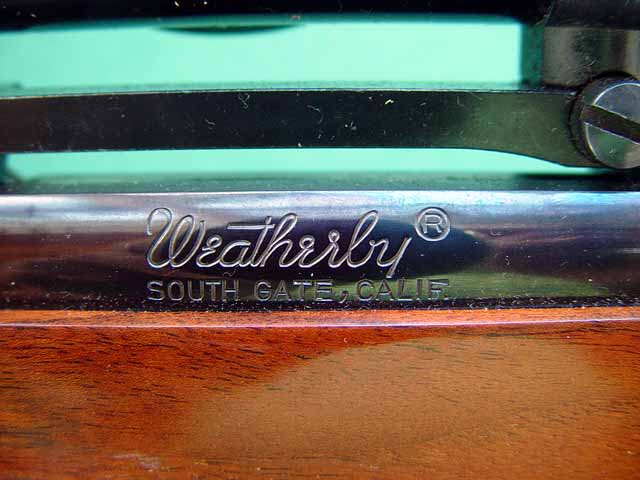 Weatherby®
SOUTH GATE, CALIF.